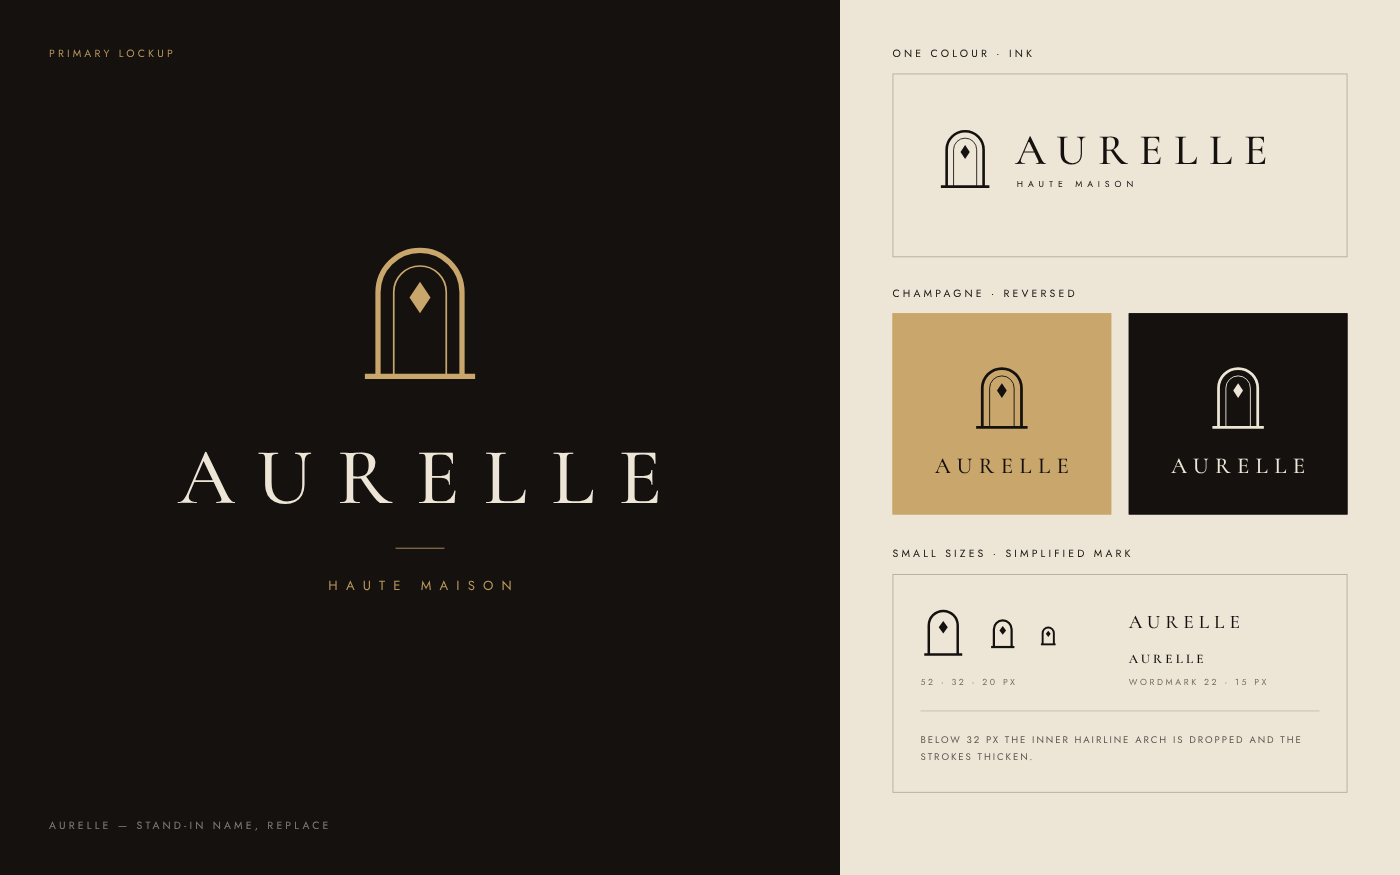 PRIMARY LOCKUP
AURELLE
HAUTE MAISON
AURELLE — STAND-IN NAME, REPLACE
ONE COLOUR · INK
AURELLE
HAUTE MAISON
CHAMPAGNE · REVERSED
AURELLE
AURELLE
SMALL SIZES · SIMPLIFIED MARK
AURELLE
AURELLE
52 · 32 · 20 PX
WORDMARK 22 · 15 PX
BELOW 32 PX THE INNER HAIRLINE ARCH IS DROPPED AND THE
STROKES THICKEN.